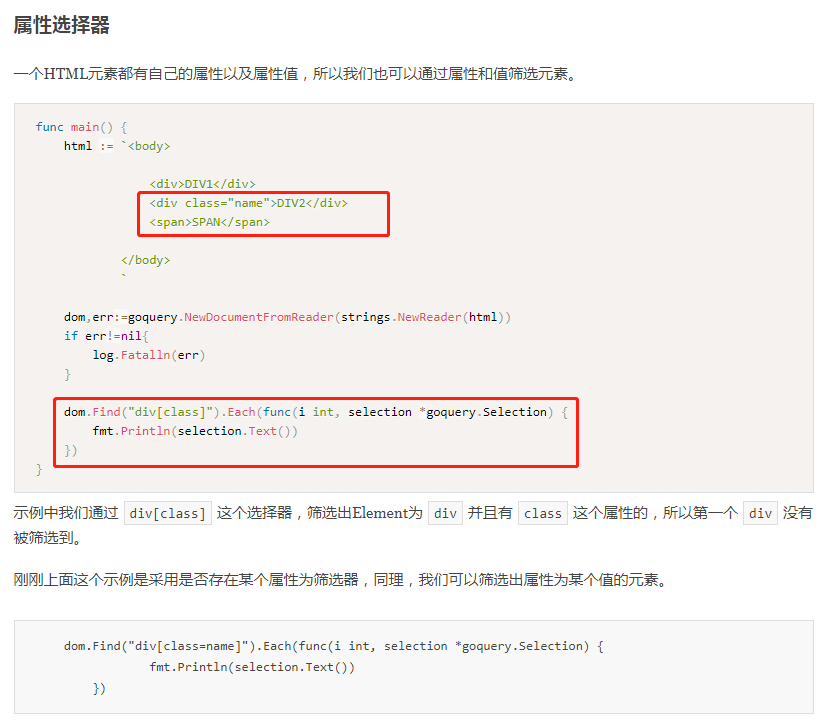 属性选择器
一个HTML元素都有自己的属性以及属性值，所以我们也可以通过属性和值筛选元素。
func main() {
    html := `<body>
                <div>DIV1</div>
                <div class="name">DIV2</div>
                <span>SPAN</span>
            </body>
            `
    dom,err:=goquery.NewDocumentFromReader(strings.NewReader(html))
    if err!=nil{
        log.Fatalln(err)
    }
    dom.Find("div[class]").Each(func(i int, selection *goquery.Selection) {
        fmt.Println(selection.Text())
    })
}
示例中我们通过 div[class] 这个选择器，筛选出Element为 div 并且有 class 这个属性的，所以第一个 div 没有
被筛选到。
刚刚上面这个示例是采用是否存在某个属性为筛选器，同理，我们可以筛选出属性为某个值的元素。
    dom.Find("div[class=name]").Each(func(i int, selection *goquery.Selection) {
                fmt.Println(selection.Text())
        })